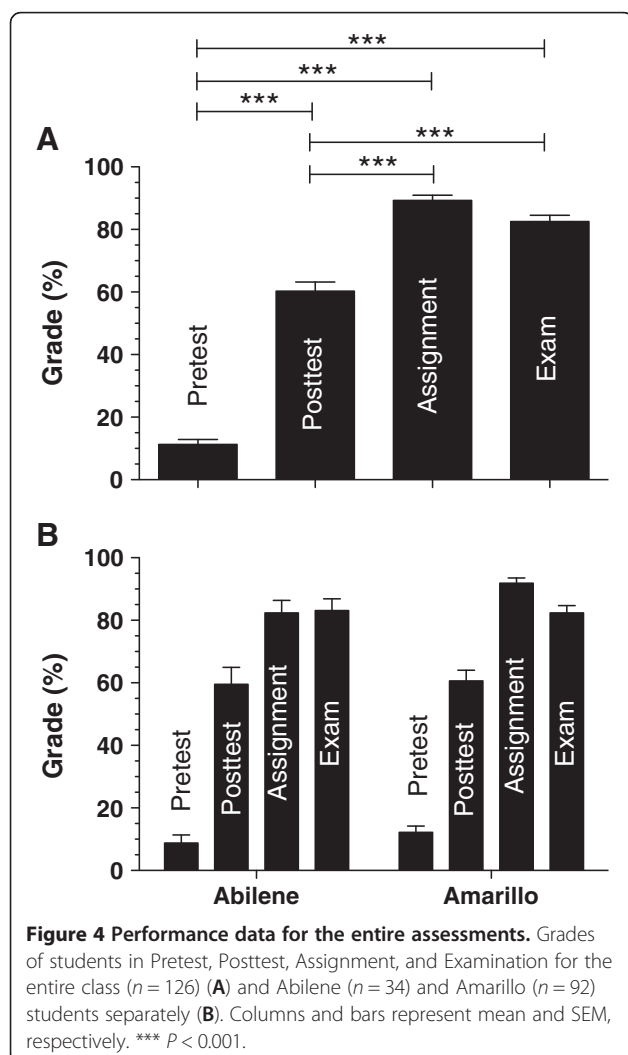 ***
***
***
***
***
A
100
80
60
40
20
0
Grade (%)
Pretest
Posttest
Assignment
Exam
B
100
80
60
40
20
0
Grade (%)
Pretest
Posttest
Assignment
Exam
Pretest
Posttest
Assignment
Exam
Abilene
Amarillo
Figure 4 Performance data for the entire assessments. Grades
of students in Pretest, Posttest, Assignment, and Examination for the
entire class (n = 126) (A) and Abilene (n = 34) and Amarillo (n = 92)
students separately (B). Columns and bars represent mean and SEM,
respectively. *** P < 0.001.